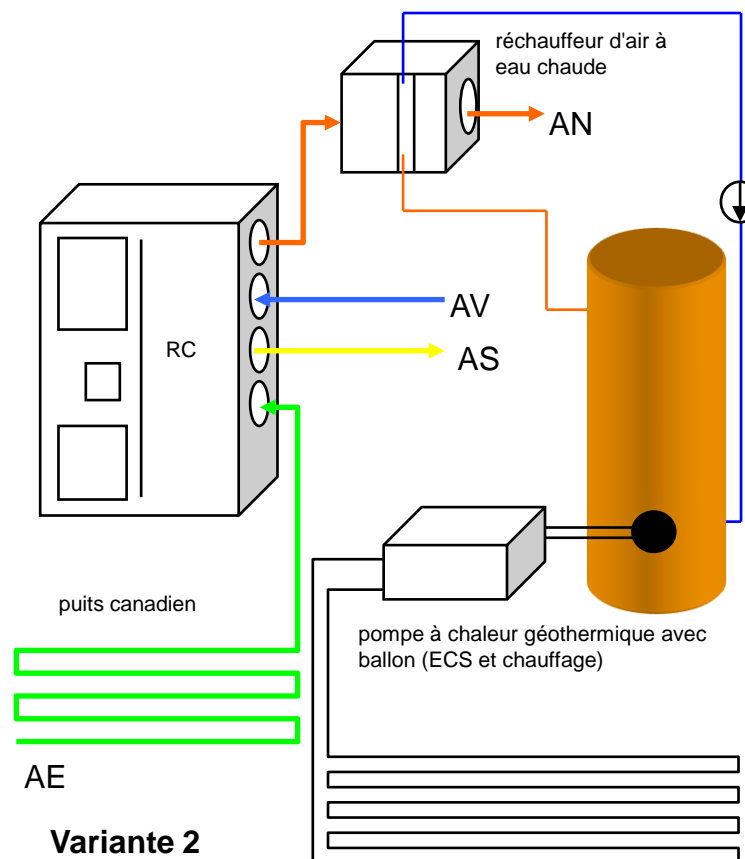 réchauffeur d'air à
eau chaude
AN
AV
RC
AS
puits canadien
pompe à chaleur géothermique avec
ballon (ECS et chauffage)
AE
Variante 2